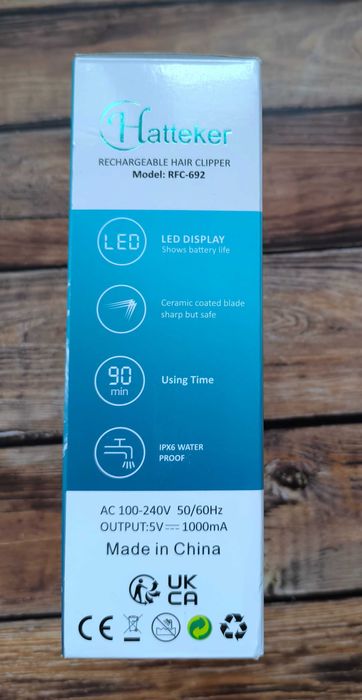 Hatteker
RECHARGEABLE HAIR CLIPPER
Model: RFC-692
LED
LED DISPLAY
Shows battery life
Ceramic coated blade
sharp but safe
90
min
Using Time
IPX6 WATER
PROOF
AC 100-240V 50/60Hz
OUTPUT:5V⎓1000mA
Made in China
UK
CA
CE